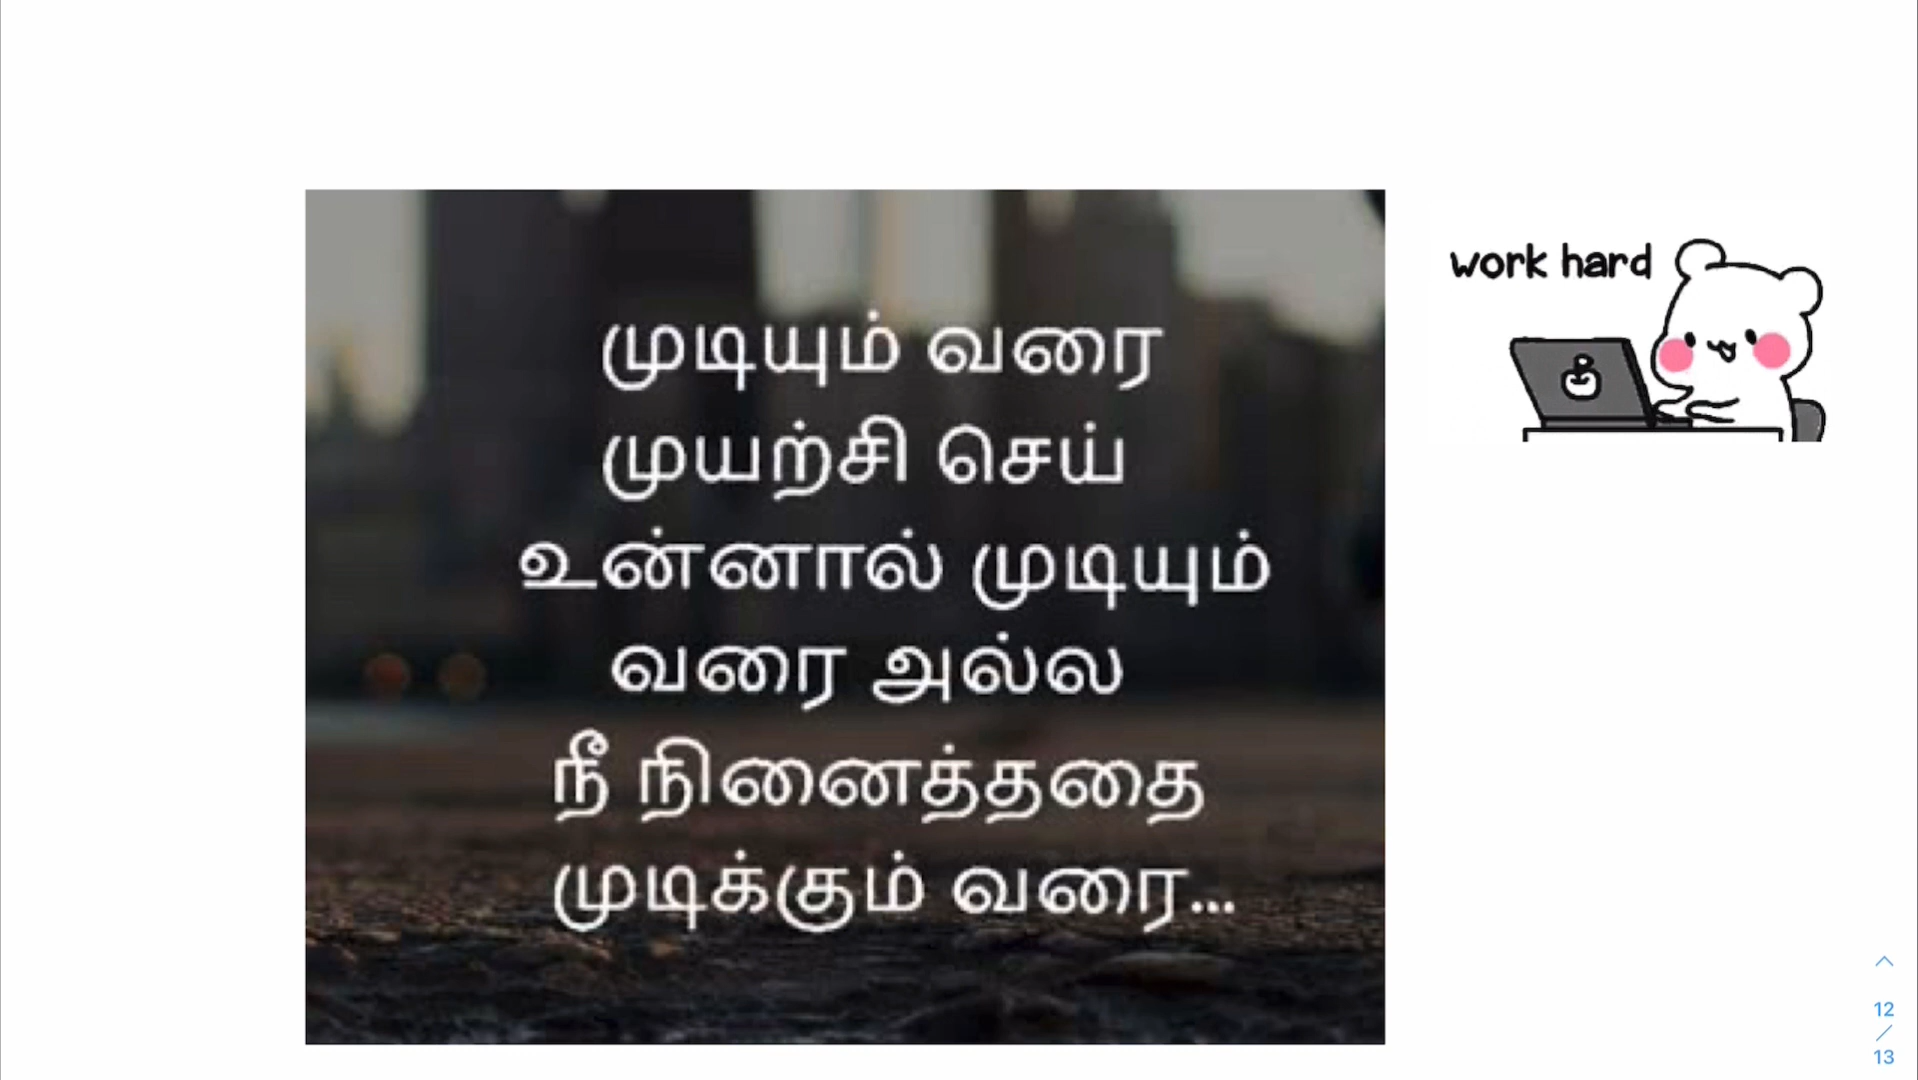 முடியும் வரை
முயற்சி செய்
உன்னால் முடியும்
வரை அல்ல
நீ நினைத்ததை
முடிக்கும் வரை...
work hard
12
/
13